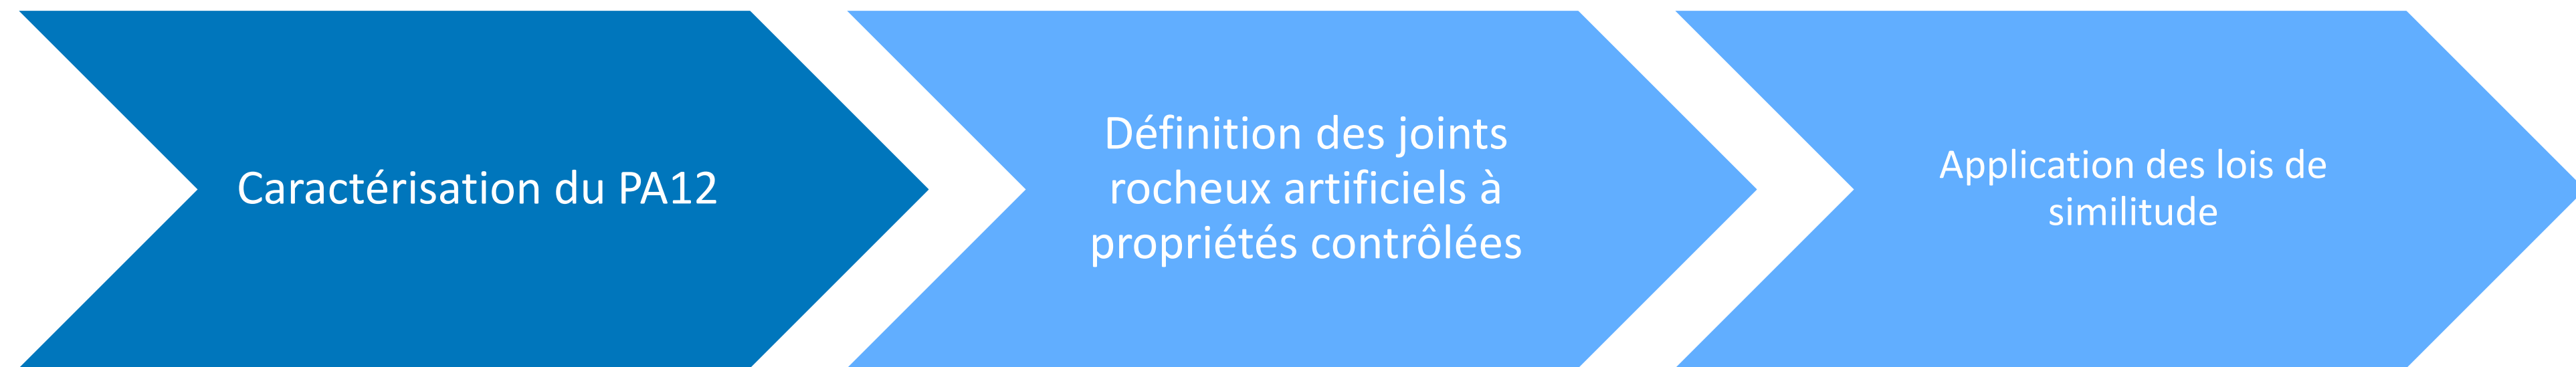 Caractérisation du PA12
Définition des joints
rocheux artificiels à
propriétés contrôlées
Application des lois de
similitude